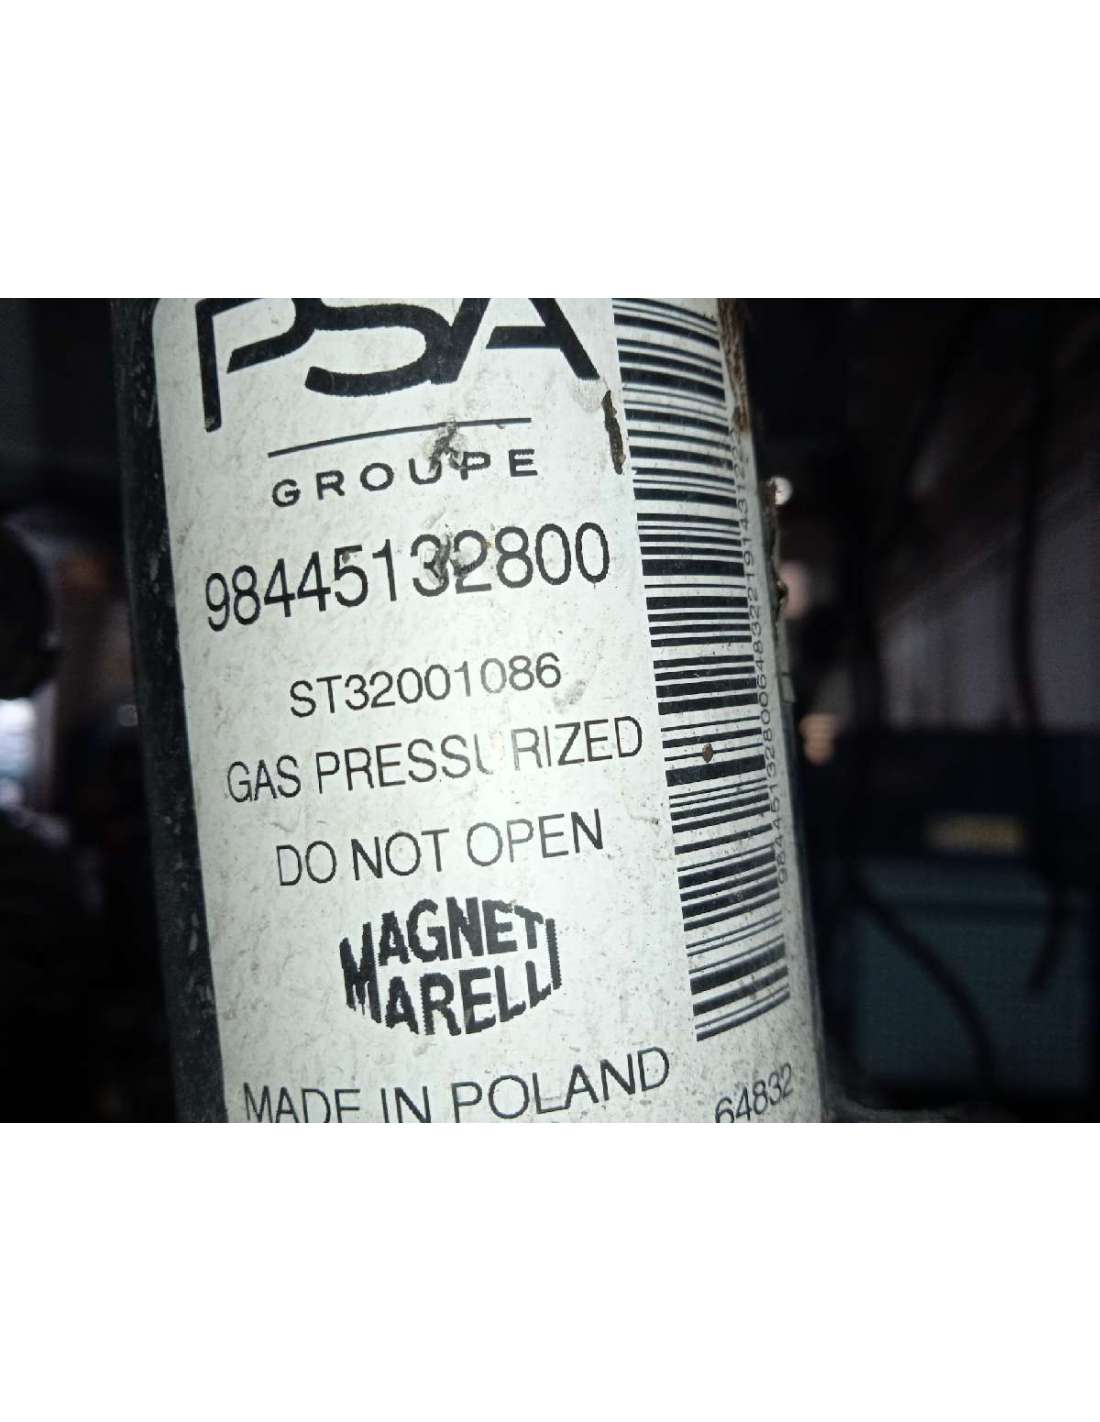 PSA
GROUPE
98445132800
ST32001086
GAS PRESSURIZED
DO NOT OPEN
MAGNETI
MARELLI
MADE IN POLAND
64832